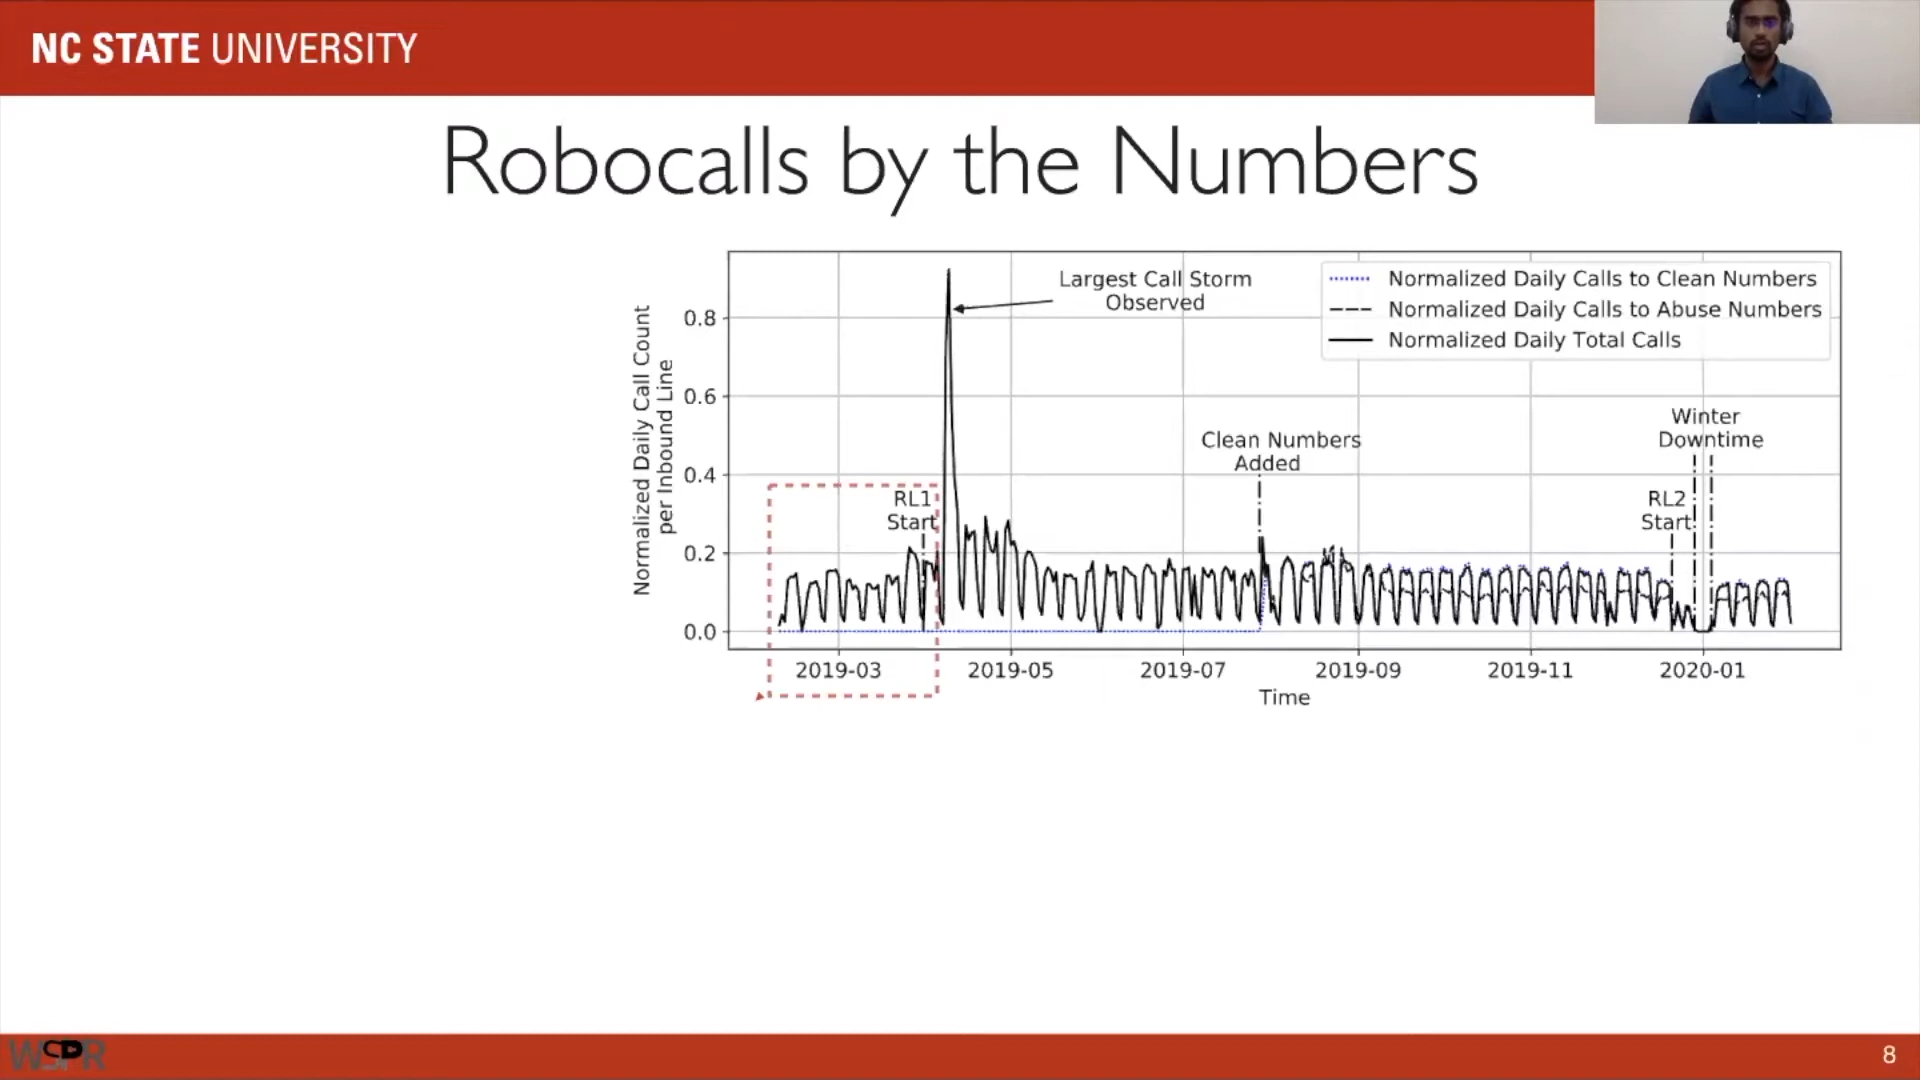 NC STATE UNIVERSITY
Robocalls by the Numbers
Normalized Daily Call Count
per Inbound Line
0.8
0.6
0.4
0.2
0.0
Largest Call Storm
Observed
Normalized Daily Calls to Clean Numbers
Normalized Daily Calls to Abuse Numbers
Normalized Daily Total Calls
Winter
Downtime
Clean Numbers
Added
RL1
Start
RL2
Start
2019-03
2019-05
2019-07
2019-09
2019-11
2020-01
Time
WSPR
8